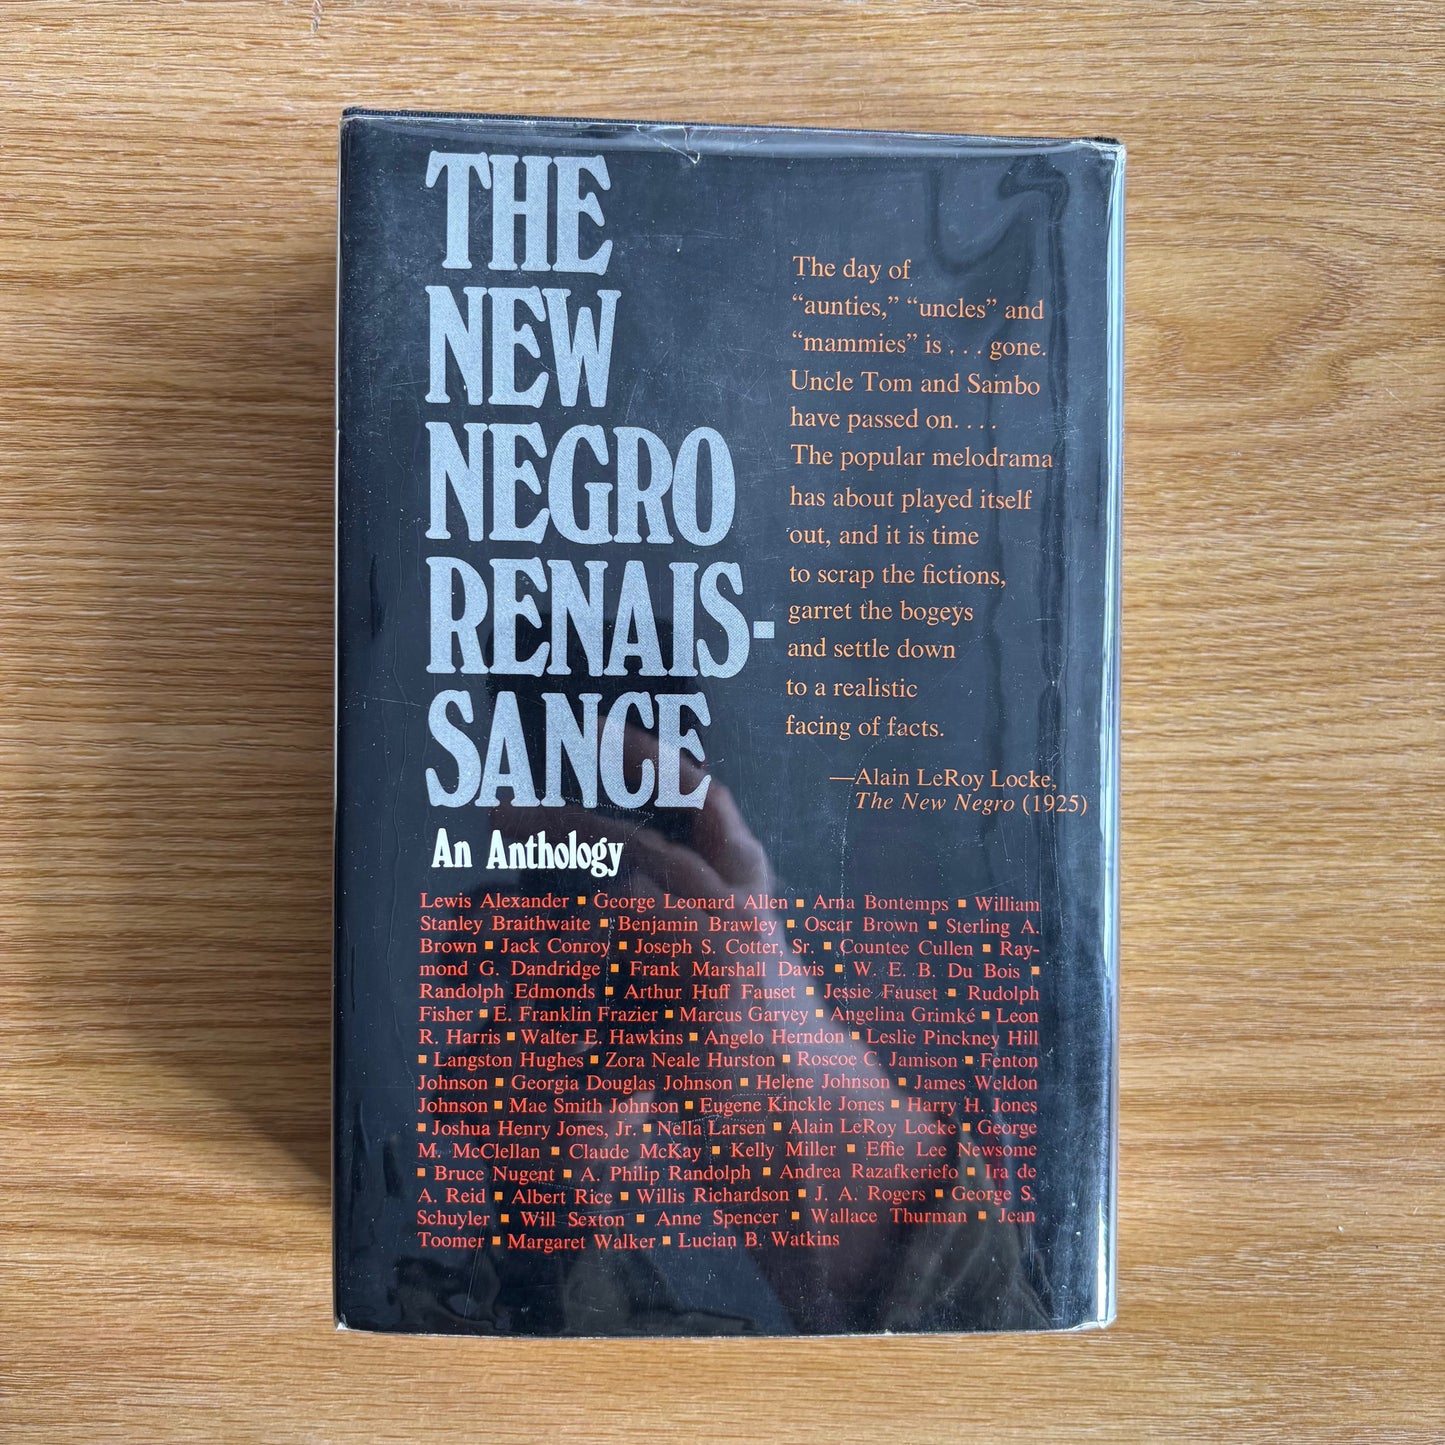 THE
NEW
NEGRO
RENAIS-
SANCE
An Anthology
The day of
“aunties,” “uncles” and
“mammies” is . . . gone.
Uncle Tom and Sambo
have passed on. . . .
The popular melodrama
has about played itself
out, and it is time
to scrap the fictions,
garret the bogeys
and settle down
to a realistic
facing of facts.
—Alain LeRoy Locke,
The New Negro (1925)
Lewis Alexander ▪ George Leonard Allen ▪ Arna Bontemps ▪ William
Stanley Braithwaite ▪ Benjamin Brawley ▪ Oscar Brown ▪ Sterling A.
Brown ▪ Jack Conroy ▪ Joseph S. Cotter, Sr. ▪ Countee Cullen ▪ Ray-
mond G. Dandridge ▪ Frank Marshall Davis ▪ W. E. B. Du Bois ▪
Randolph Edmonds ▪ Arthur Huff Fauset ▪ Jessie Fauset ▪ Rudolph
Fisher ▪ E. Franklin Frazier ▪ Marcus Garvey ▪ Angelina Grimké ▪ Leon
R. Harris ▪ Walter E. Hawkins ▪ Angelo Herndon ▪ Leslie Pinckney Hill
▪ Langston Hughes ▪ Zora Neale Hurston ▪ Roscoe C. Jamison ▪ Fenton
Johnson ▪ Georgia Douglas Johnson ▪ Helene Johnson ▪ James Weldon
Johnson ▪ Mae Smith Johnson ▪ Eugene Kinckle Jones ▪ Harry H. Jones
▪ Joshua Henry Jones, Jr. ▪ Nella Larsen ▪ Alain LeRoy Locke ▪ George
M. McClellan ▪ Claude McKay ▪ Kelly Miller ▪ Effie Lee Newsome
▪ Bruce Nugent ▪ A. Philip Randolph ▪ Andrea Razafkeriefo ▪ Ira de
A. Reid ▪ Albert Rice ▪ Willis Richardson ▪ J. A. Rogers ▪ George S.
Schuyler ▪ Will Sexton ▪ Anne Spencer ▪ Wallace Thurman ▪ Jean
Toomer ▪ Margaret Walker ▪ Lucian B. Watkins